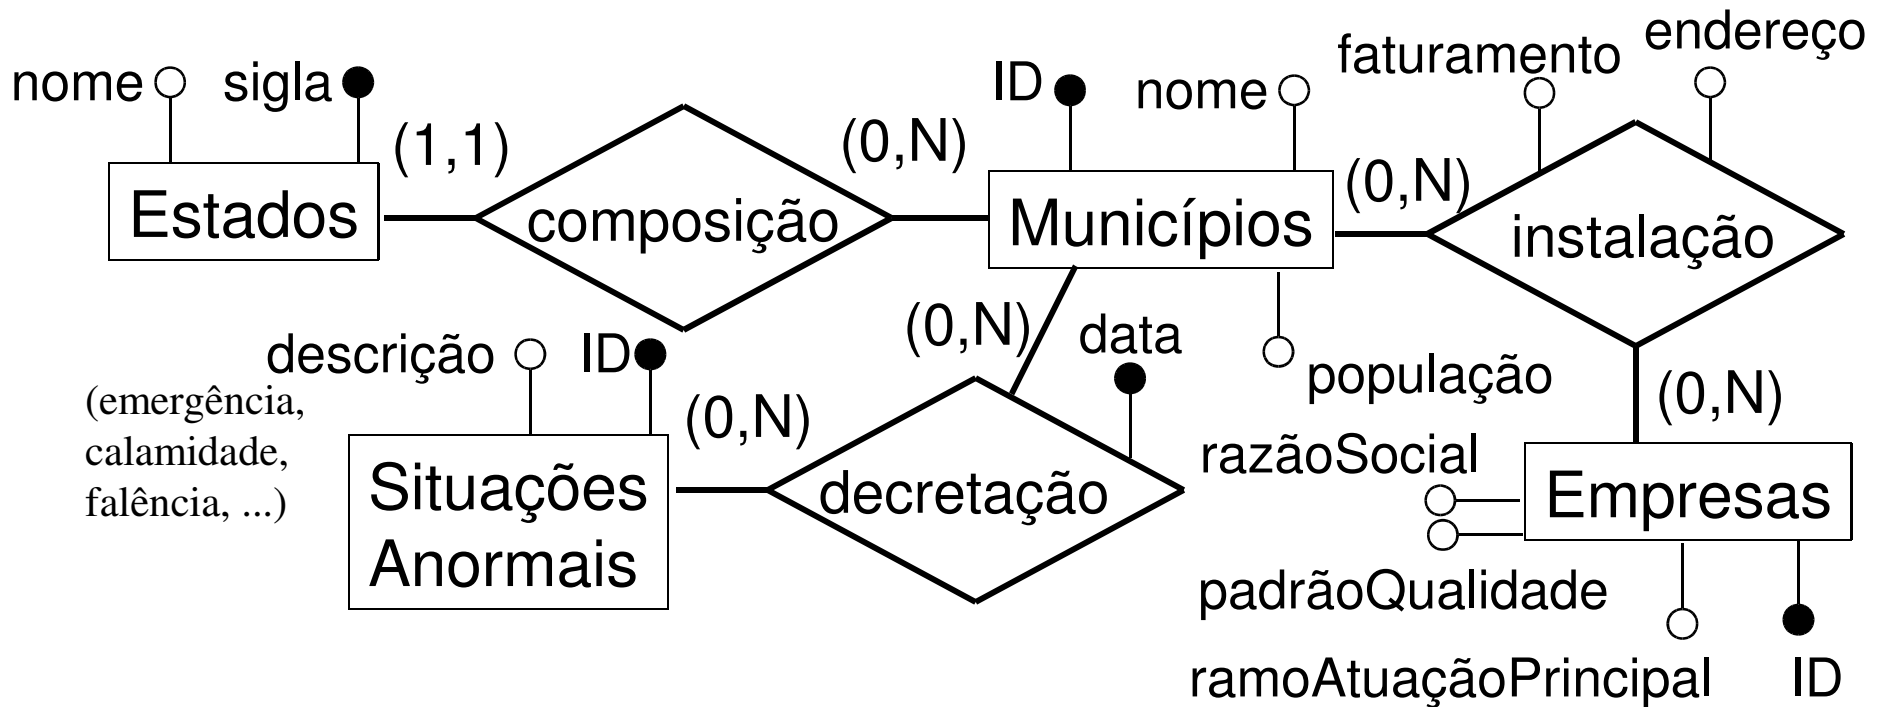 endereço
faturamento
nome
sigla
ID
nome
(1,1)
(0,N)
(0,N)
Estados
composição
Municípios
instalação
descrição
ID
(0,N)
data
população
(emergência,
calamidade,
falência, ...)
(0,N)
(0,N)
razãoSocial
Situações
Anormais
decretação
Empresas
padrãoQualidade
ramoAtuaçãoPrincipal
ID